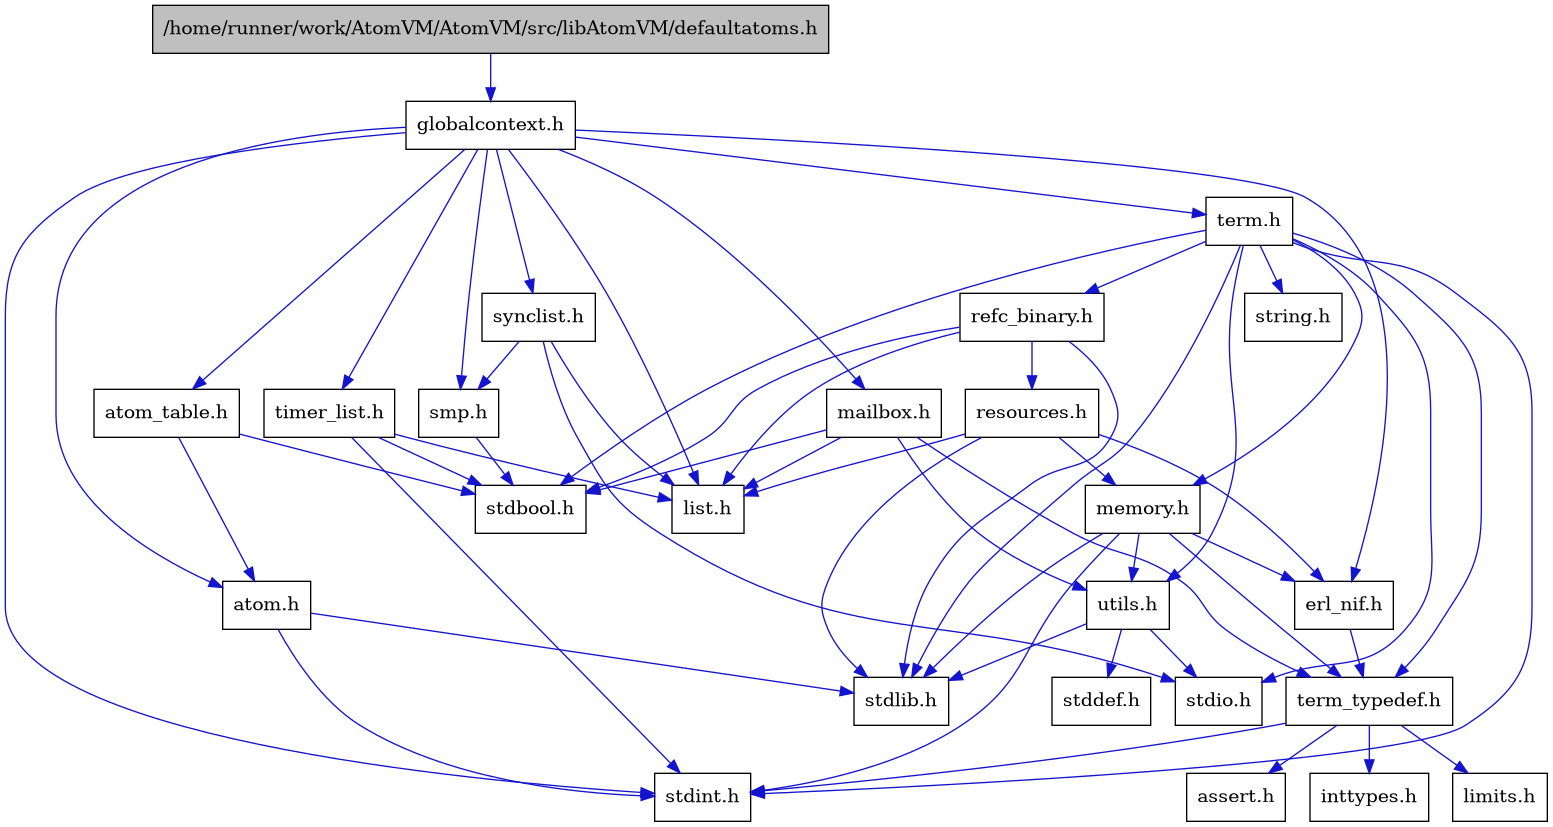 /home/runner/work/AtomVM/AtomVM/src/libAtomVM/defaultatoms.h
globalcontext.h
term.h
synclist.h
refc_binary.h
string.h
atom_table.h
timer_list.h
smp.h
mailbox.h
resources.h
stdbool.h
list.h
memory.h
atom.h
utils.h
erl_nif.h
stdlib.h
stddef.h
stdio.h
term_typedef.h
stdint.h
assert.h
inttypes.h
limits.h